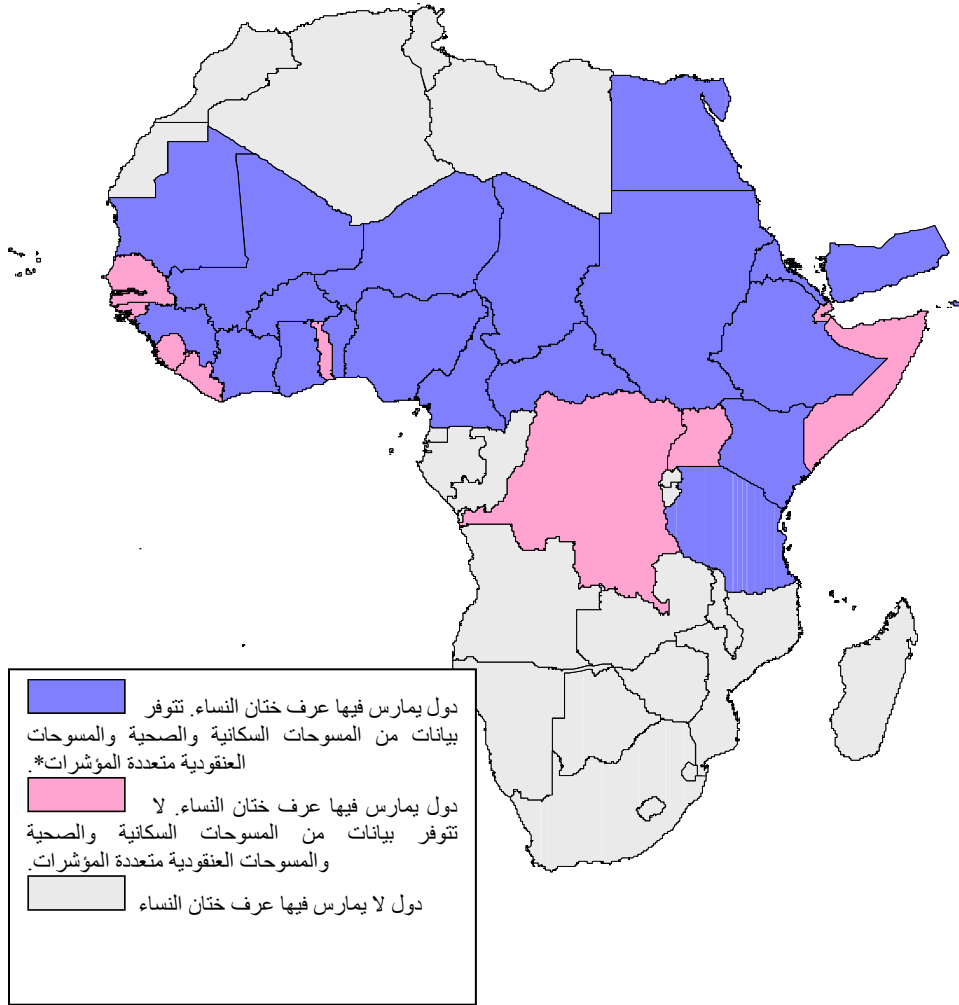 دول يمارس فيها عرف ختان النساء. تتوفر
بيانات من المسوحات السكانية والصحية والمسوحات
العنقودية متعددة المؤشرات*.
دول يمارس فيها عرف ختان النساء. لا
تتوفر بيانات من المسوحات السكانية والصحية
والمسوحات العنقودية متعددة المؤشرات.
دول لا يمارس فيها عرف ختان النساء